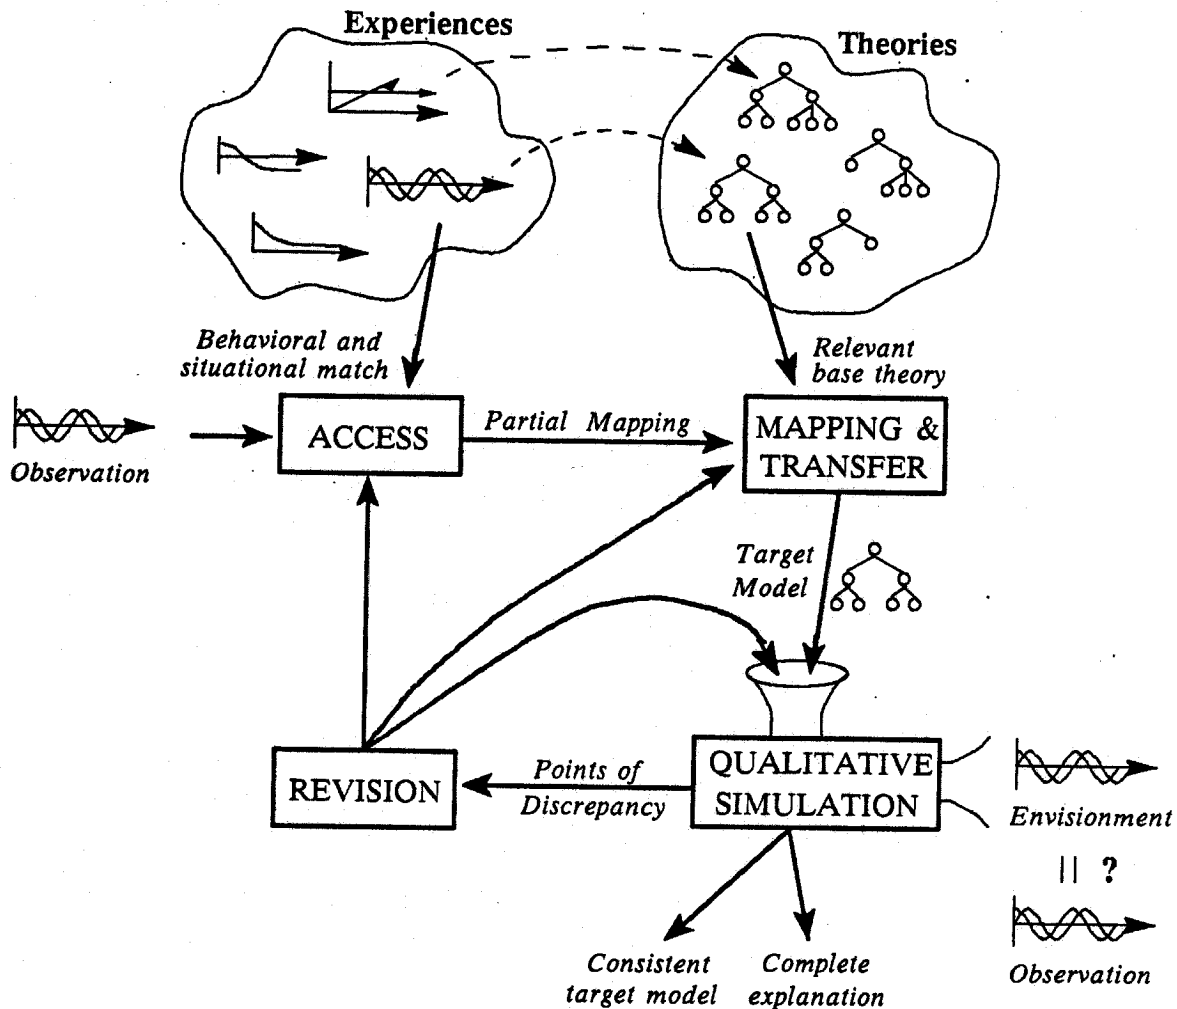 Experiences
Theories
Behavioral and
situational match
Relevant
base theory
Observation
ACCESS
Partial Mapping
MAPPING &
TRANSFER
Target
Model
REVISION
Points of
Discrepancy
QUALITATIVE
SIMULATION
Envisionment
|| ?
Observation
Consistent
target model
Complete
explanation